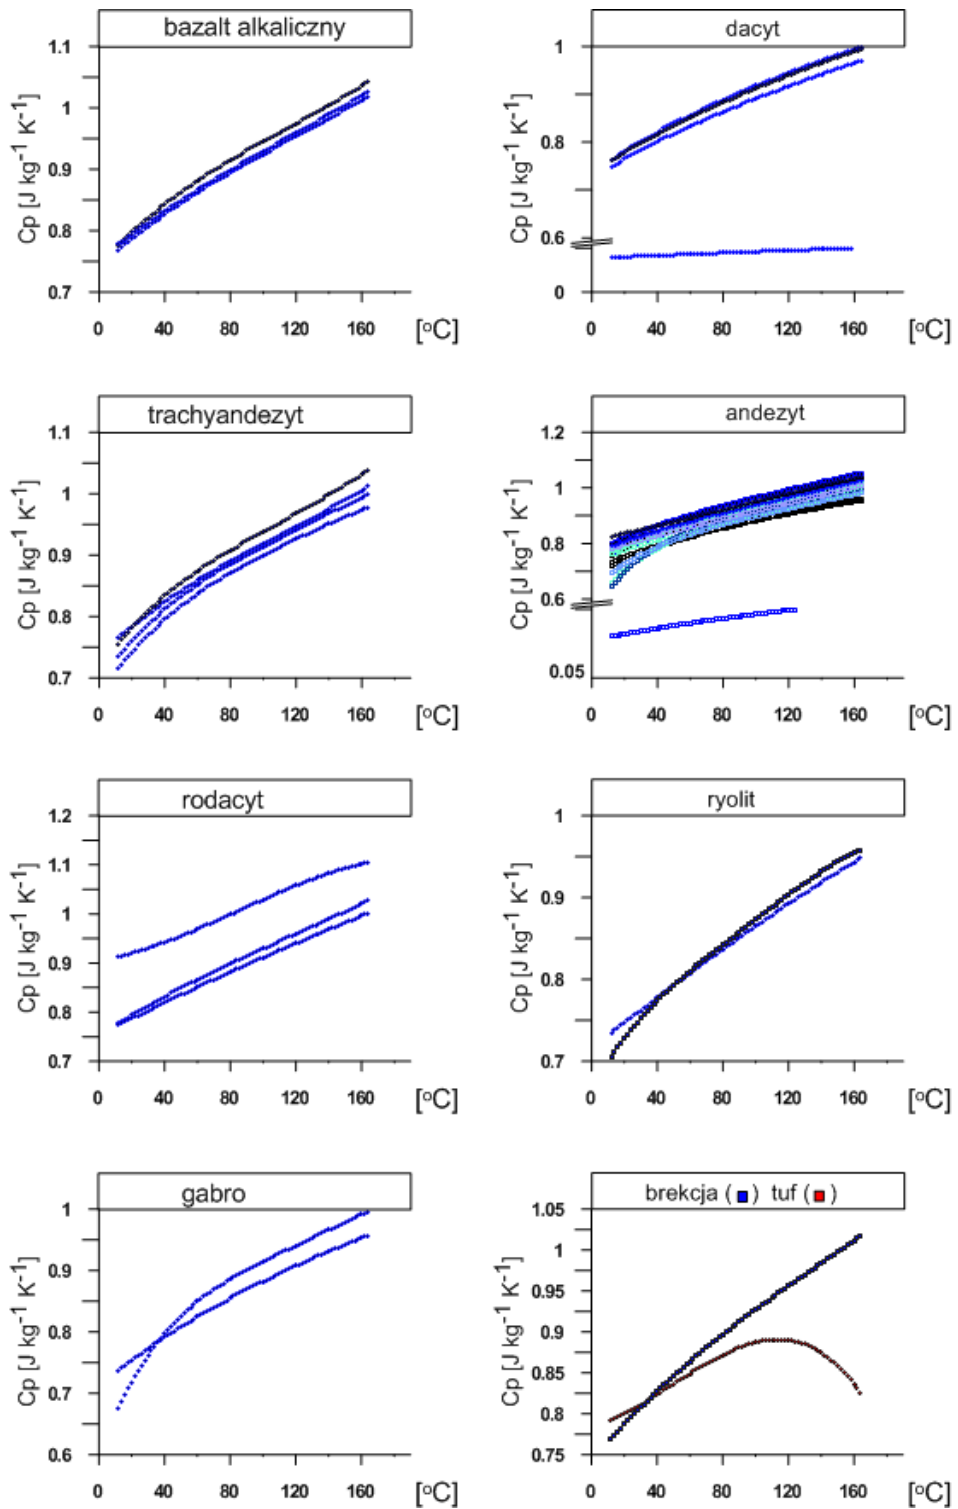 bazalt alkaliczny
Cp [J kg⁻¹ K⁻¹]
1.1
1
0.9
0.8
0.7
0 40 80 120 160 [°C]
dacyt
Cp [J kg⁻¹ K⁻¹]
1
0.8
0.6
0
0 40 80 120 160 [°C]
trachyandezyt
Cp [J kg⁻¹ K⁻¹]
1.1
1
0.9
0.8
0.7
0 40 80 120 160 [°C]
andezyt
Cp [J kg⁻¹ K⁻¹]
1.2
1
0.8
0.6
0.05
0 40 80 120 160 [°C]
rodacyt
Cp [J kg⁻¹ K⁻¹]
1.2
1.1
1
0.9
0.8
0.7
0 40 80 120 160 [°C]
ryolit
Cp [J kg⁻¹ K⁻¹]
1
0.9
0.8
0.7
0 40 80 120 160 [°C]
gabro
Cp [J kg⁻¹ K⁻¹]
1
0.9
0.8
0.7
0.6
0 40 80 120 160 [°C]
brekcja ( ) tuf ( )
Cp [J kg⁻¹ K⁻¹]
1.05
1
0.95
0.9
0.85
0.8
0.75
0 40 80 120 160 [°C]